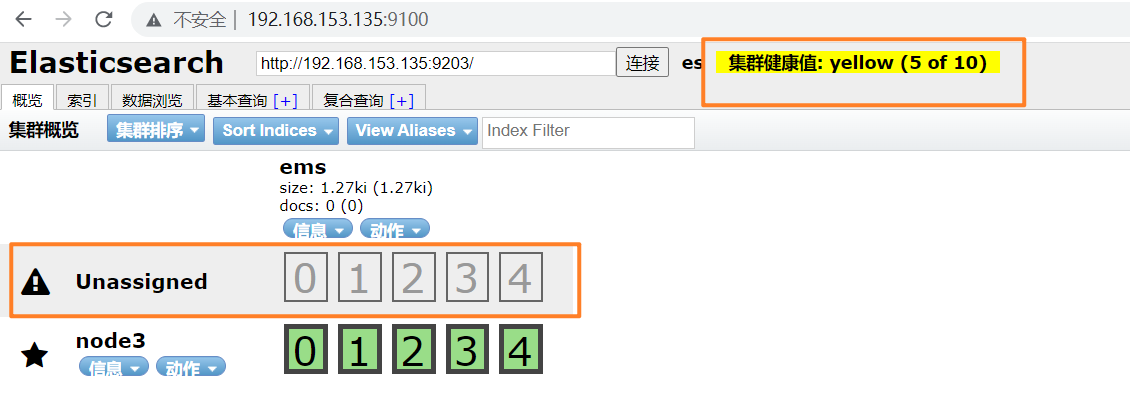 不安全 | 192.168.153.135:9100
Elasticsearch http://192.168.153.135:9203/ 连接 es 集群健康值: yellow (5 of 10)
概览 索引 数据浏览 基本查询 [+] 复合查询 [+]
集群概览 集群排序 Sort Indices View Aliases Index Filter
ems
size: 1.27ki (1.27ki)
docs: 0 (0)
信息 动作
Unassigned 0 1 2 3 4
node3 0 1 2 3 4
信息 动作